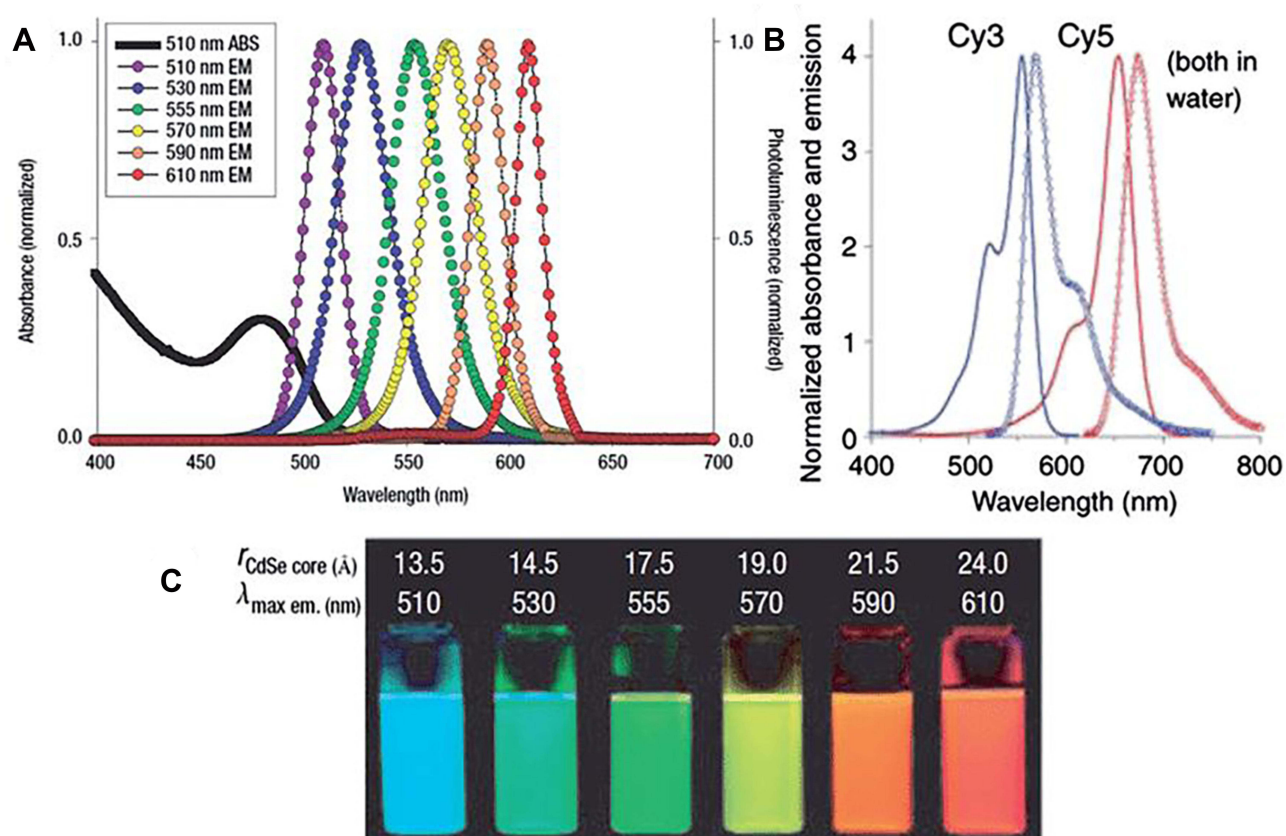 A
510 nm ABS
510 nm EM
530 nm EM
555 nm EM
570 nm EM
590 nm EM
610 nm EM
1.0
0.5
0.0
Absorbance (normalized)
400
450
500
550
600
650
700
Wavelength (nm)
1.0
0.5
0.0
Photoluminescence (normalized)
B
Cy3
Cy5
(both in
water)
4
3
2
1
0
Normalized absorbance and emission
400
500
600
700
800
Wavelength (nm)
C
rCdSe core (Å) 13.5 14.5 17.5 19.0 21.5 24.0
λmax em. (nm) 510 530 555 570 590 610